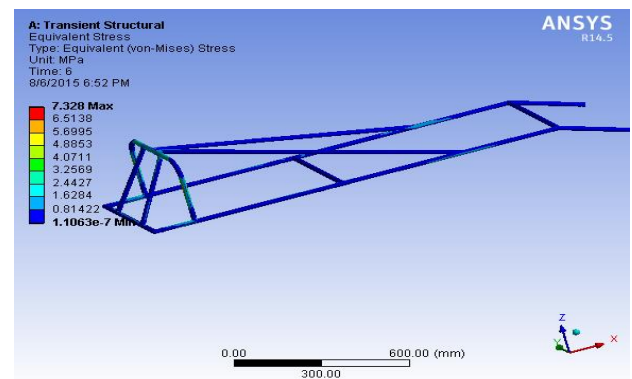 A: Transient Structural
Equivalent Stress
Type: Equivalent (von-Mises) Stress
Unit: MPa
Time: 6
8/6/2015 6:52 PM
ANSYS
R14.5
7.328 Max
6.5138
5.6995
4.8853
4.0711
3.2569
2.4427
1.6284
0.81422
1.1063e-7 Min
Z
Y
X
0.00
600.00 (mm)
300.00